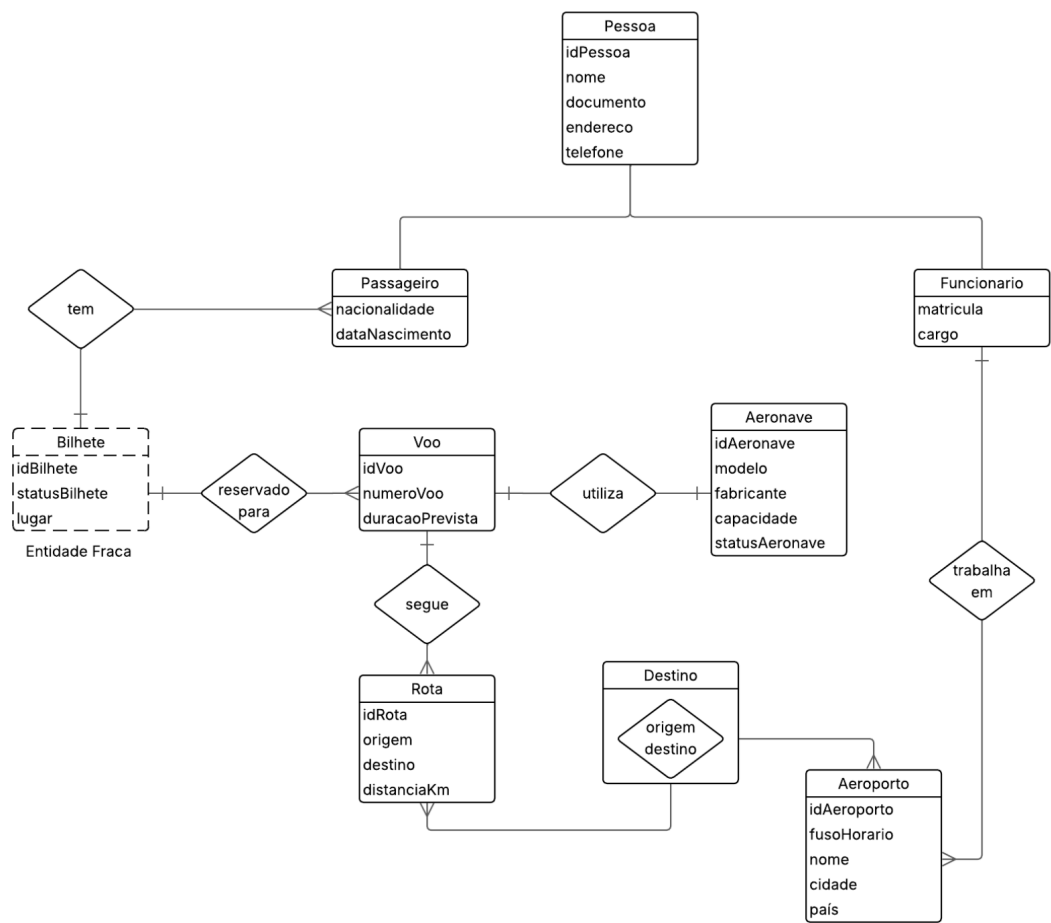 Pessoa
idPessoa
nome
documento
endereco
telefone
tem
Passageiro
nacionalidade
dataNascimento
Funcionario
matricula
cargo
Bilhete
idBilhete
statusBilhete
lugar
Entidade Fraca
reservado
para
Voo
idVoo
numeroVoo
duracaoPrevista
utiliza
Aeronave
idAeronave
modelo
fabricante
capacidade
statusAeronave
trabalha
em
segue
Rota
idRota
origem
destino
distanciaKm
Destino
origem
destino
Aeroporto
idAeroporto
fusoHorario
nome
cidade
país